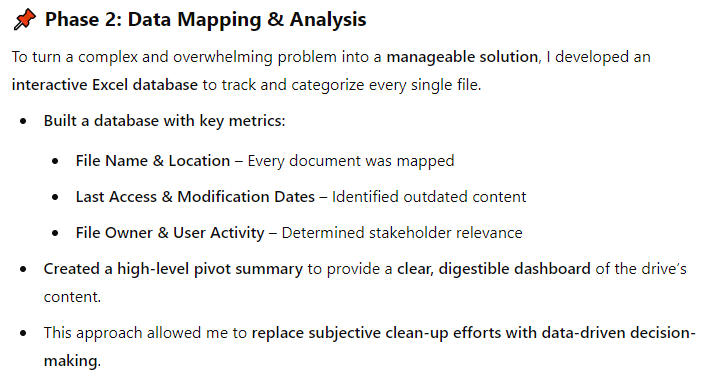 📌 Phase 2: Data Mapping & Analysis
To turn a complex and overwhelming problem into a manageable solution, I developed an
interactive Excel database to track and categorize every single file.
• Built a database with key metrics:
• File Name & Location – Every document was mapped
• Last Access & Modification Dates – Identified outdated content
• File Owner & User Activity – Determined stakeholder relevance
• Created a high-level pivot summary to provide a clear, digestible dashboard of the drive's
content.
• This approach allowed me to replace subjective clean-up efforts with data-driven decision-
making.